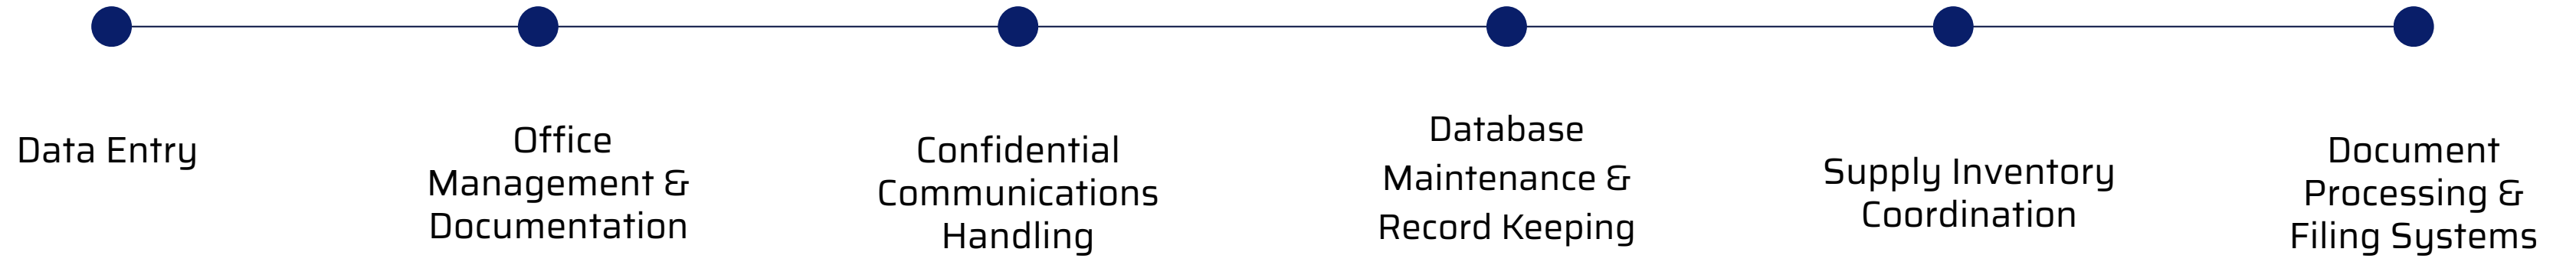 Data Entry
Office
Management &
Documentation
Confidential
Communications
Handling
Database
Maintenance &
Record Keeping
Supply Inventory
Coordination
Document
Processing &
Filing Systems